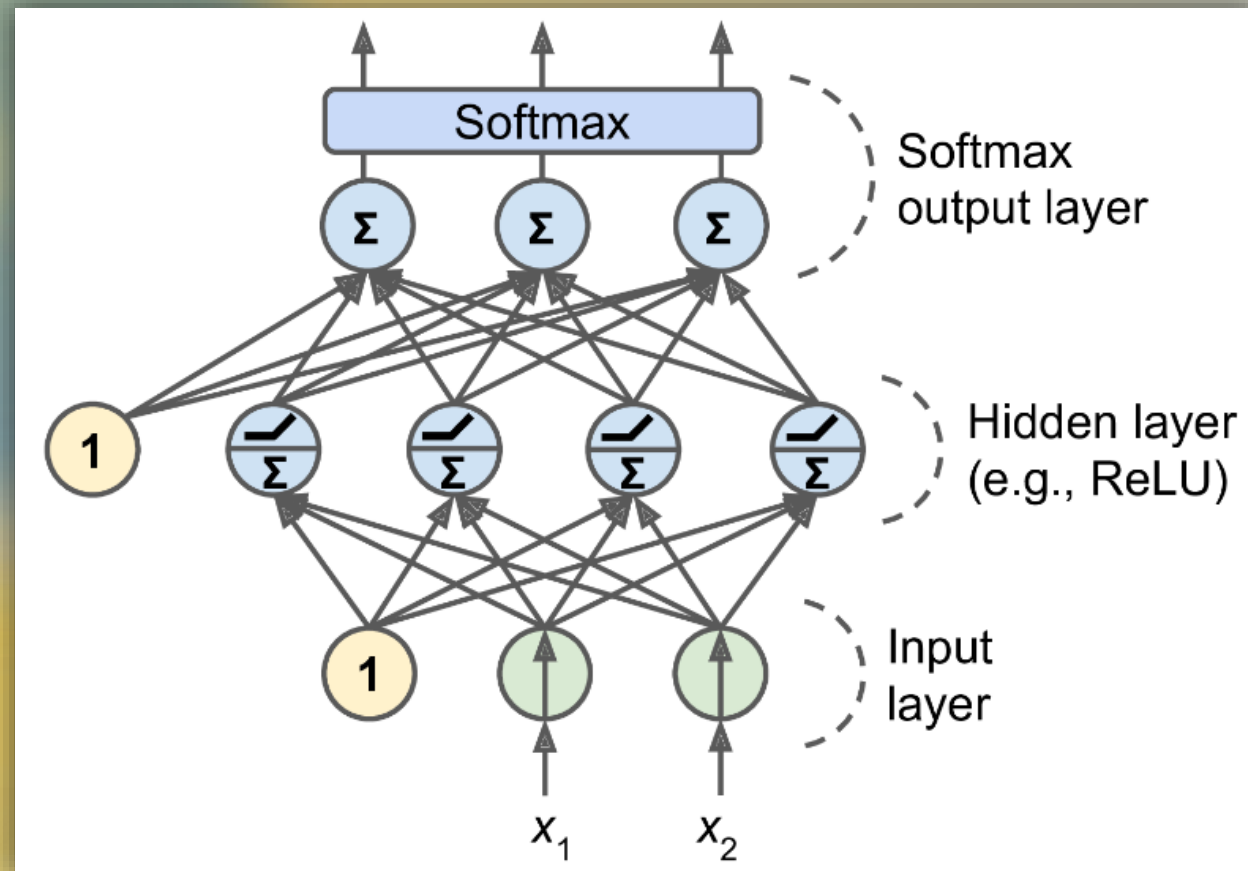 Softmax
Softmax
output layer
Σ Σ Σ
1
Σ Σ Σ Σ
Hidden layer
(e.g., ReLU)
1
Input
layer
x₁ x₂